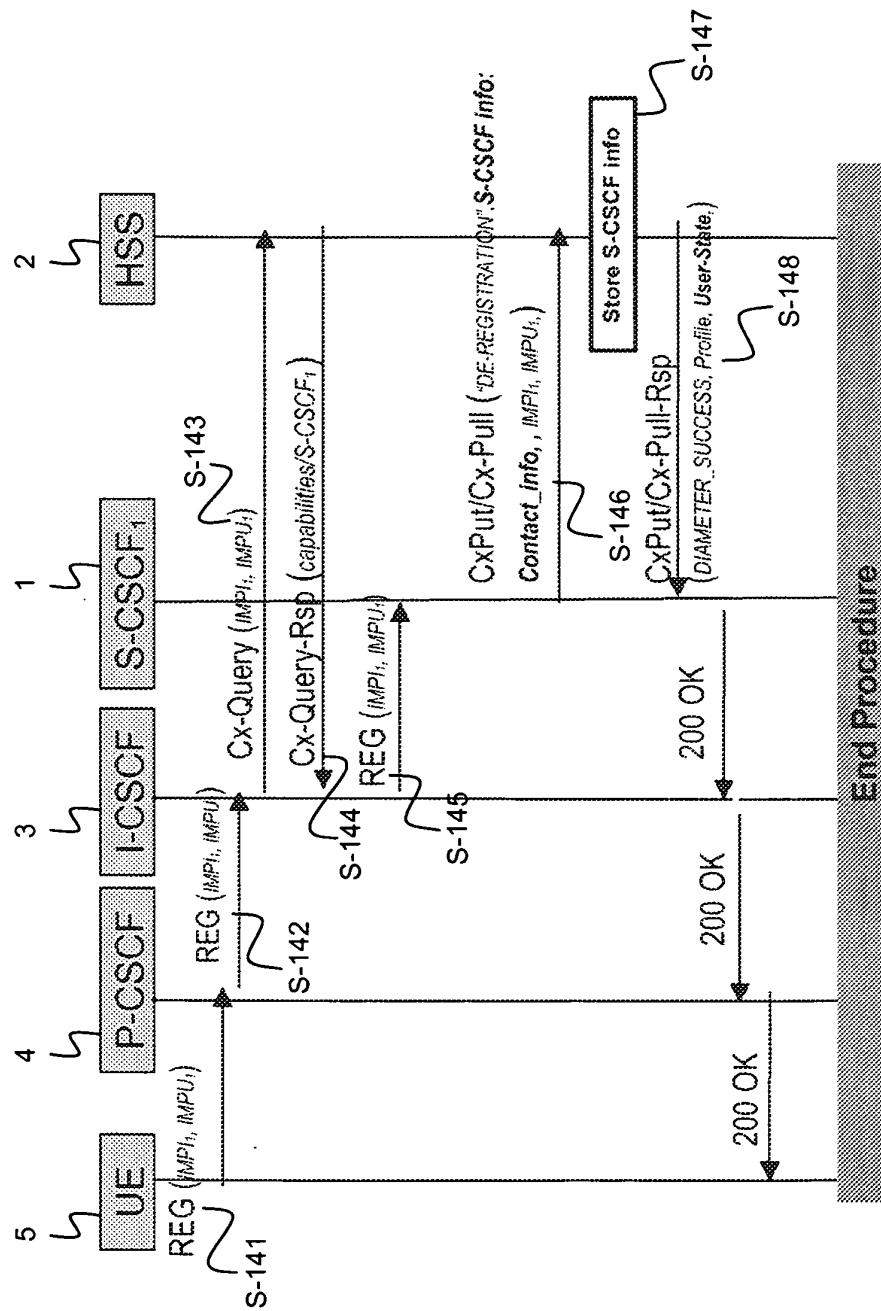 5
4
3
1
2
UE
P-CSCF
I-CSCF
S-CSCF₁
HSS
REG (IMPI₁, IMPU₁)
S-141
REG (IMPI₁, IMPU₁)
S-142
Cx-Query (IMPI₁, IMPU₁)
S-143
Cx-Query-Rsp (capabilities/S-CSCF₁)
S-144
REG (IMPI₁, IMPU₁)
S-145
CxPut/Cx-Pull ("DE-REGISTRATION",S-CSCF info:
Contact_info, , IMPI₁, IMPU₁,)
S-146
Store S-CSCF info
S-147
CxPut/Cx-Pull-Rsp
(DIAMETER_SUCCESS, Profile, User-State,)
S-148
200 OK
200 OK
200 OK
End Procedure